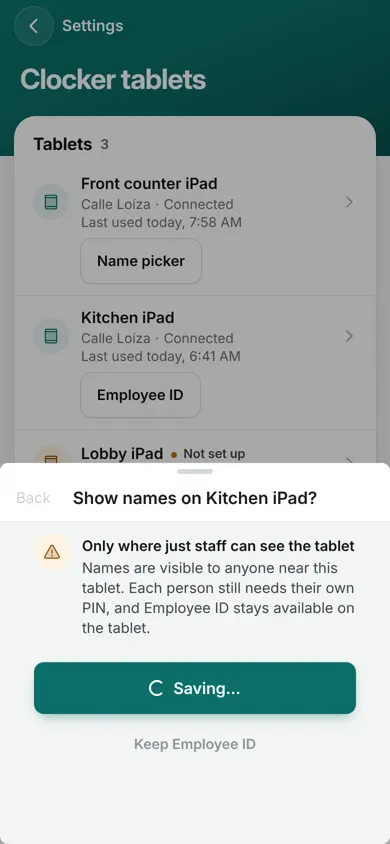 Settings
Clocker tablets
Tablets 3
Front counter iPad
Calle Loíza · Connected
Last used today, 7:58 AM
Name picker
Kitchen iPad
Calle Loíza · Connected
Last used today, 6:41 AM
Employee ID
Lobby iPad • Not set up
Back Show names on Kitchen iPad?
Only where just staff can see the tablet
Names are visible to anyone near this
tablet. Each person still needs their own
PIN, and Employee ID stays available on
the tablet.
Saving...
Keep Employee ID